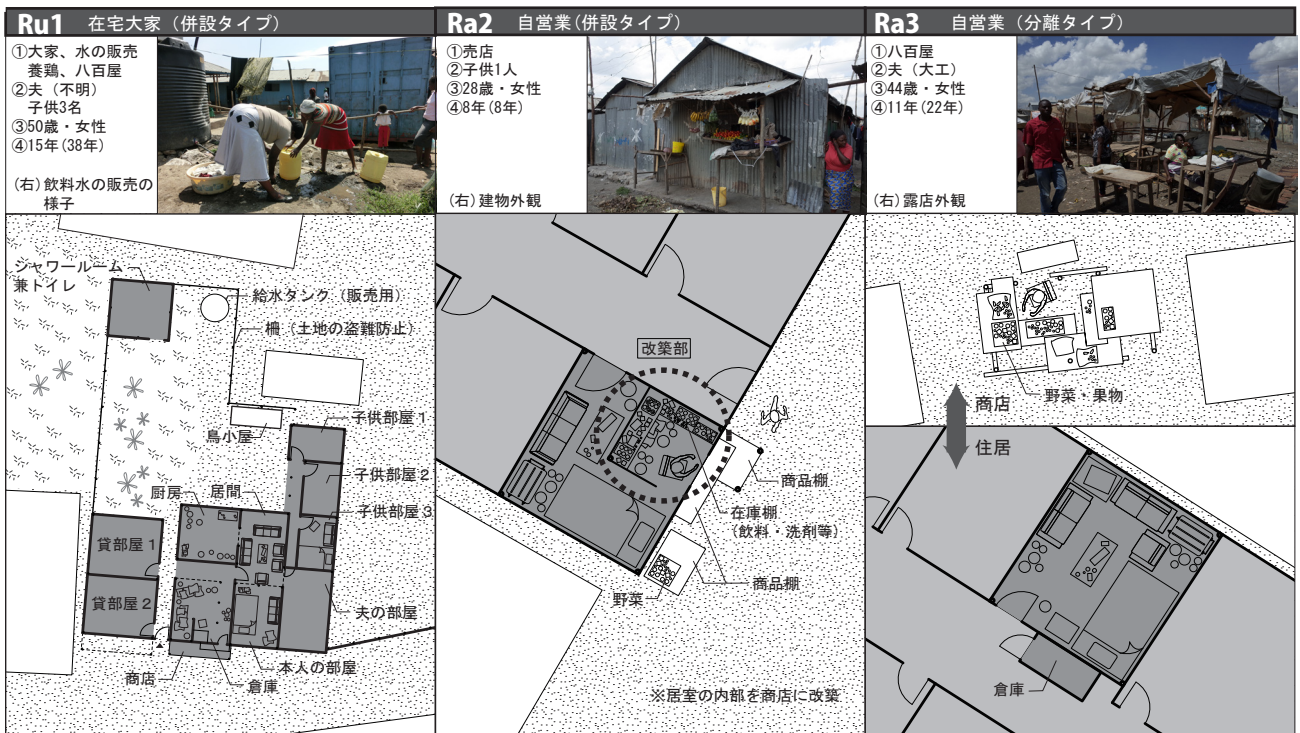 Ru1 在宅大家（併設タイプ）
①大家、水の販売
養鶏、八百屋
②夫（不明）
子供3名
③50歳・女性
④15年(38年)
(右)飲料水の販売の
様子
シャワールーム
兼トイレ
給水タンク（販売用）
柵（土地の盗難防止）
鳥小屋
子供部屋1
子供部屋2
子供部屋3
厨房
居間
貸部屋1
貸部屋2
夫の部屋
本人の部屋
商店
倉庫
Ra2 自営業(併設タイプ）
①売店
②子供1人
③28歳・女性
④8年(8年)
(右)建物外観
改築部
商品棚
在庫棚
(飲料・洗剤等)
商品棚
野菜
※居室の内部を商店に改築
Ra3 自営業（分離タイプ）
①八百屋
②夫（大工）
③44歳・女性
④11年(22年)
(右)露店外観
野菜・果物
商店
住居
倉庫